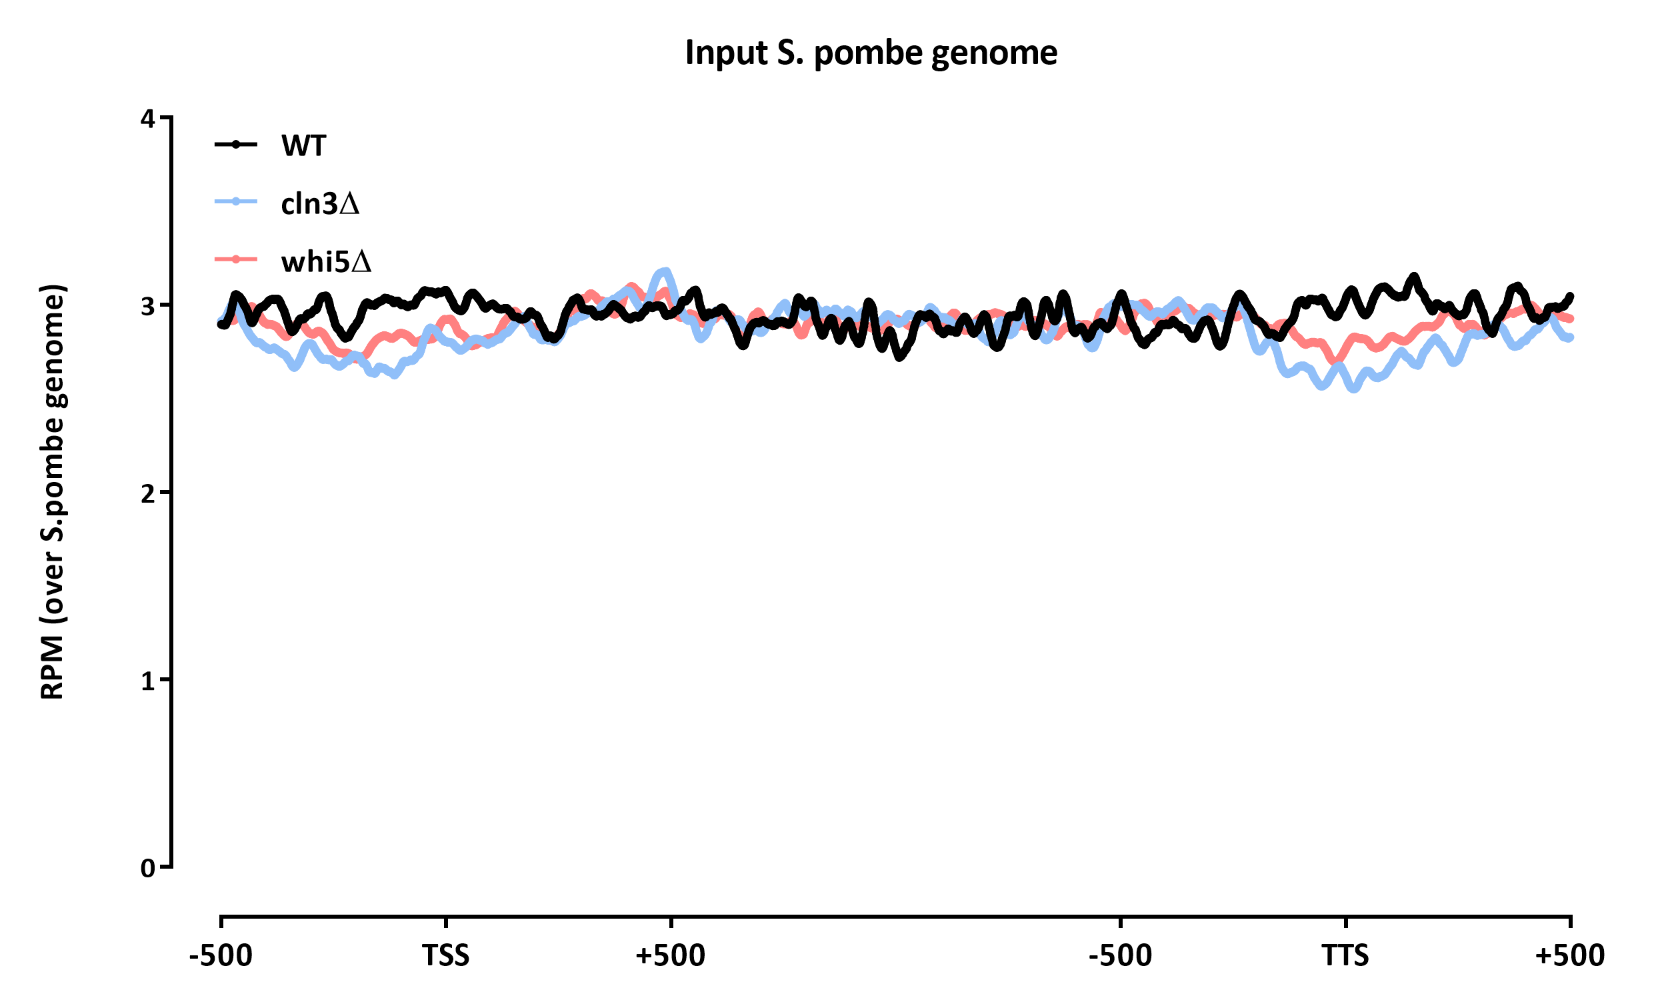 Input S. pombe genome
RPM (over S.pombe genome)
4
3
2
1
0
WT
cln3Δ
whi5Δ
-500
TSS
+500
-500
TTS
+500